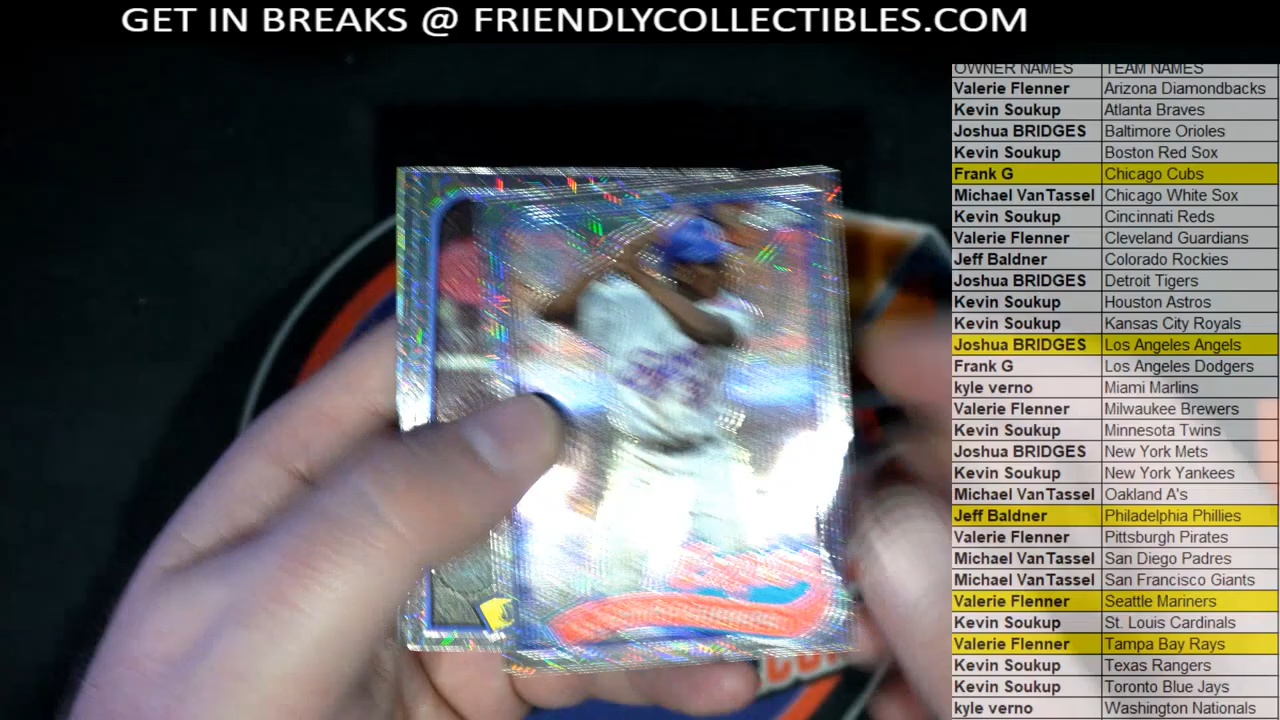 GET IN BREAKS @ FRIENDLYCOLLECTIBLES.COM
OWNER NAMES TEAM NAMES
Valerie Flenner Arizona Diamondbacks
Kevin Soukup Atlanta Braves
Joshua BRIDGES Baltimore Orioles
Kevin Soukup Boston Red Sox
Frank G Chicago Cubs
Michael VanTassel Chicago White Sox
Kevin Soukup Cincinnati Reds
Valerie Flenner Cleveland Guardians
Jeff Baldner Colorado Rockies
Joshua BRIDGES Detroit Tigers
Kevin Soukup Houston Astros
Kevin Soukup Kansas City Royals
Joshua BRIDGES Los Angeles Angels
Frank G Los Angeles Dodgers
kyle verno Miami Marlins
Valerie Flenner Milwaukee Brewers
Kevin Soukup Minnesota Twins
Joshua BRIDGES New York Mets
Kevin Soukup New York Yankees
Michael VanTassel Oakland A's
Jeff Baldner Philadelphia Phillies
Valerie Flenner Pittsburgh Pirates
Michael VanTassel San Diego Padres
Michael VanTassel San Francisco Giants
Valerie Flenner Seattle Mariners
Kevin Soukup St. Louis Cardinals
Valerie Flenner Tampa Bay Rays
Kevin Soukup Texas Rangers
Kevin Soukup Toronto Blue Jays
kyle verno Washington Nationals